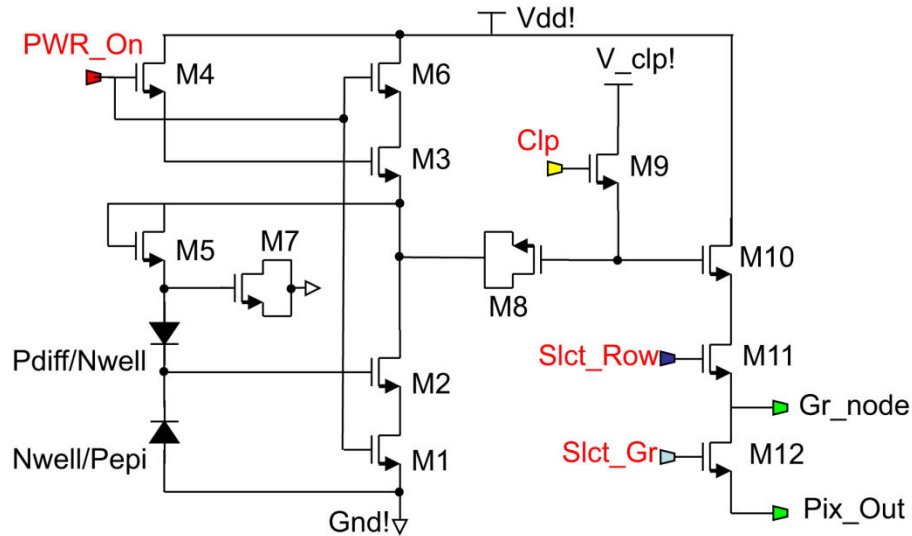 Vdd!
PWR_On
M4
M6
V_clp!
Clp
M9
M3
M5
M7
M10
M8
Pdiff/Nwell
Slct_Row
M11
M2
Gr_node
Nwell/Pepi
M1
Slct_Gr
M12
Gnd!
Pix_Out